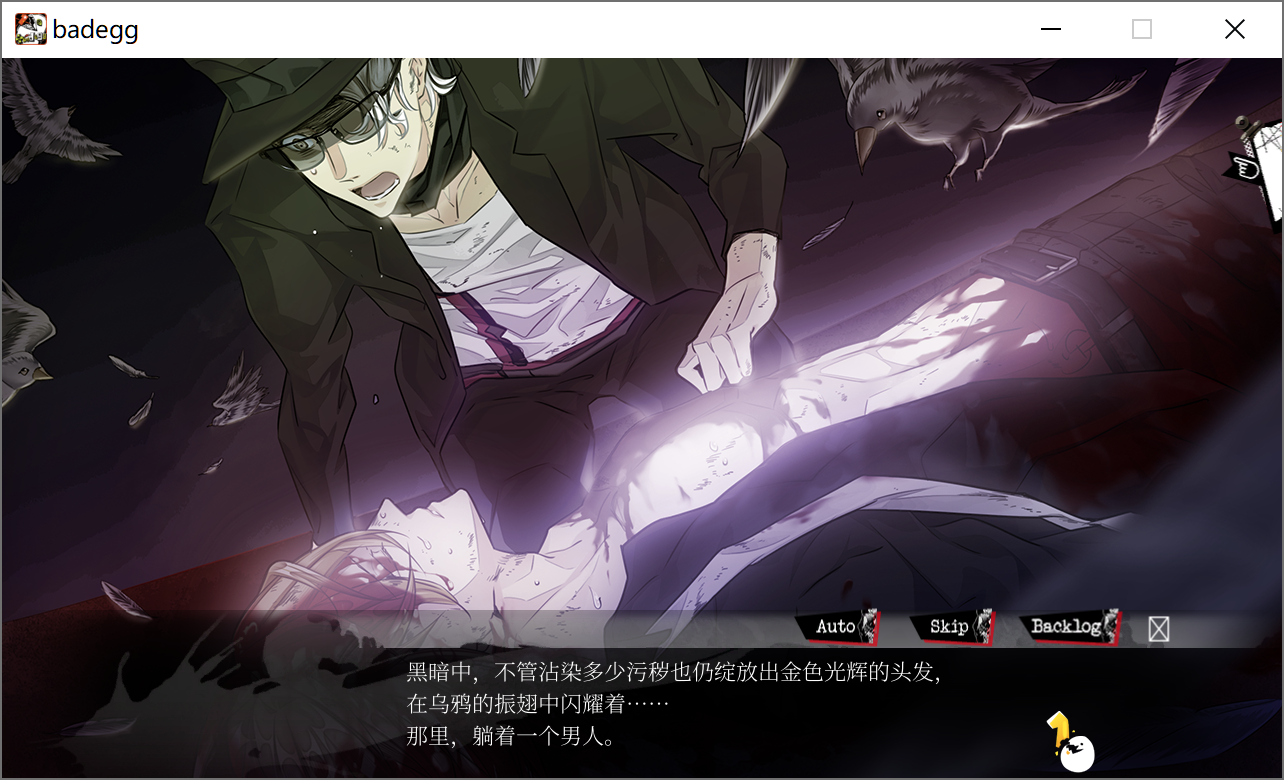 badegg
Auto
Skip
Backlog
黑暗中，不管沾染多少污秽也仍绽放出金色光辉的头发，
在乌鸦的振翅中闪耀着……
那里，躺着一个男人。